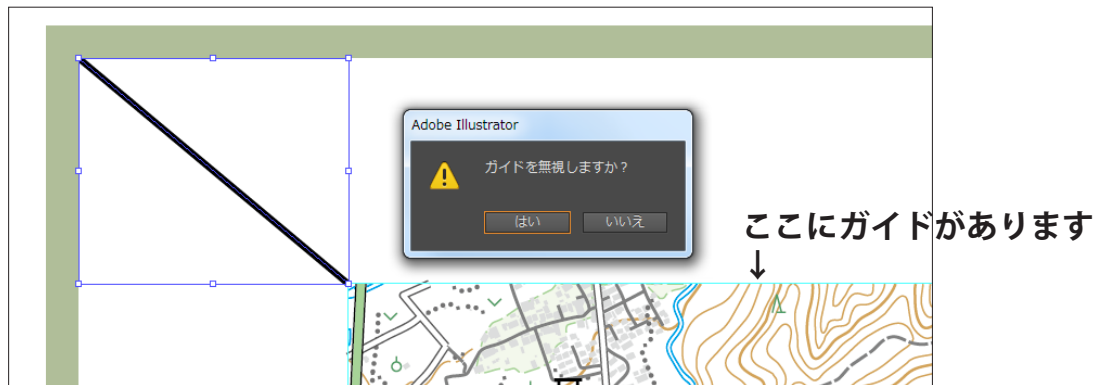 Adobe Illustrator
ガイドを無視しますか？
はい
いいえ
ここにガイドがあります
↓